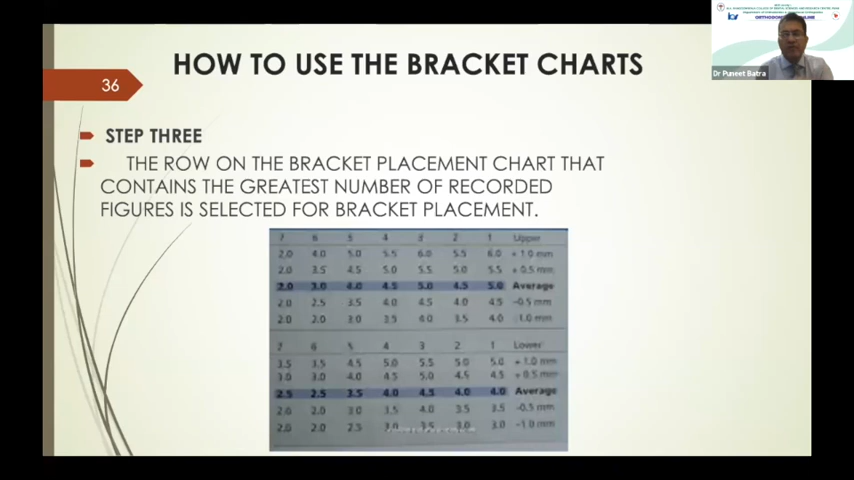 HOW TO USE THE BRACKET CHARTS
36
STEP THREE
THE ROW ON THE BRACKET PLACEMENT CHART THAT
CONTAINS THE GREATEST NUMBER OF RECORDED
FIGURES IS SELECTED FOR BRACKET PLACEMENT.
7 6 5 4 3 2 1 Upper
2.0 4.0 5.0 5.5 6.0 5.5 6.0 + 1.0 mm
2.0 3.5 4.5 5.0 5.5 5.0 5.5 + 0.5 mm
2.0 3.0 4.0 4.5 5.0 4.5 5.0 Average
2.0 2.5 3.5 4.0 4.5 4.0 4.5 -0.5 mm
2.0 2.0 3.0 3.5 4.0 3.5 4.0 1.0 mm
7 6 5 4 3 2 1 Lower
3.5 3.5 4.5 5.0 5.5 5.0 5.0 + 1.0 mm
3.0 3.0 4.0 4.5 5.0 4.5 4.5 + 0.5 mm
2.5 2.5 3.5 4.0 4.5 4.0 4.0 Average
2.0 2.0 3.0 3.5 4.0 3.5 3.5 -0.5 mm
2.0 2.0 2.5 3.0 3.5 3.0 3.0 -1.0 mm
Dr Puneet Batra